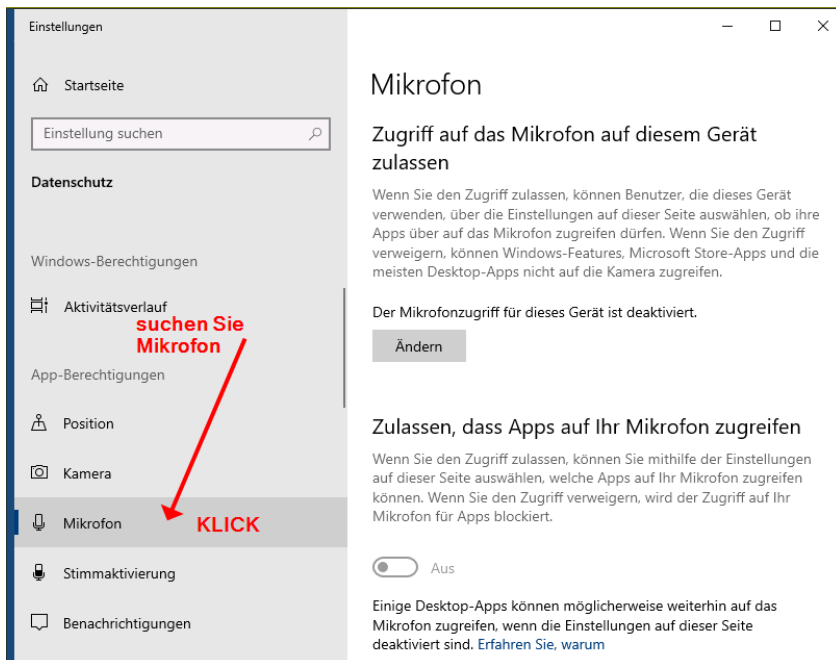 Einstellungen
Startseite
Einstellung suchen
Datenschutz
Windows-Berechtigungen
Aktivitätsverlauf
suchen Sie
Mikrofon
App-Berechtigungen
Position
Kamera
Mikrofon
KLICK
Stimmaktivierung
Benachrichtigungen
Mikrofon
Zugriff auf das Mikrofon auf diesem Gerät
zulassen
Wenn Sie den Zugriff zulassen, können Benutzer, die dieses Gerät
verwenden, über die Einstellungen auf dieser Seite auswählen, ob ihre
Apps über auf das Mikrofon zugreifen dürfen. Wenn Sie den Zugriff
verweigern, können Windows-Features, Microsoft Store-Apps und die
meisten Desktop-Apps nicht auf die Kamera zugreifen.
Der Mikrofonzugriff für dieses Gerät ist deaktiviert.
Ändern
Zulassen, dass Apps auf Ihr Mikrofon zugreifen
Wenn Sie den Zugriff zulassen, können Sie mithilfe der Einstellungen
auf dieser Seite auswählen, welche Apps auf Ihr Mikrofon zugreifen
können. Wenn Sie den Zugriff verweigern, wird der Zugriff auf Ihr
Mikrofon für Apps blockiert.
Aus
Einige Desktop-Apps können möglicherweise weiterhin auf das
Mikrofon zugreifen, wenn die Einstellungen auf dieser Seite
deaktiviert sind. Erfahren Sie, warum